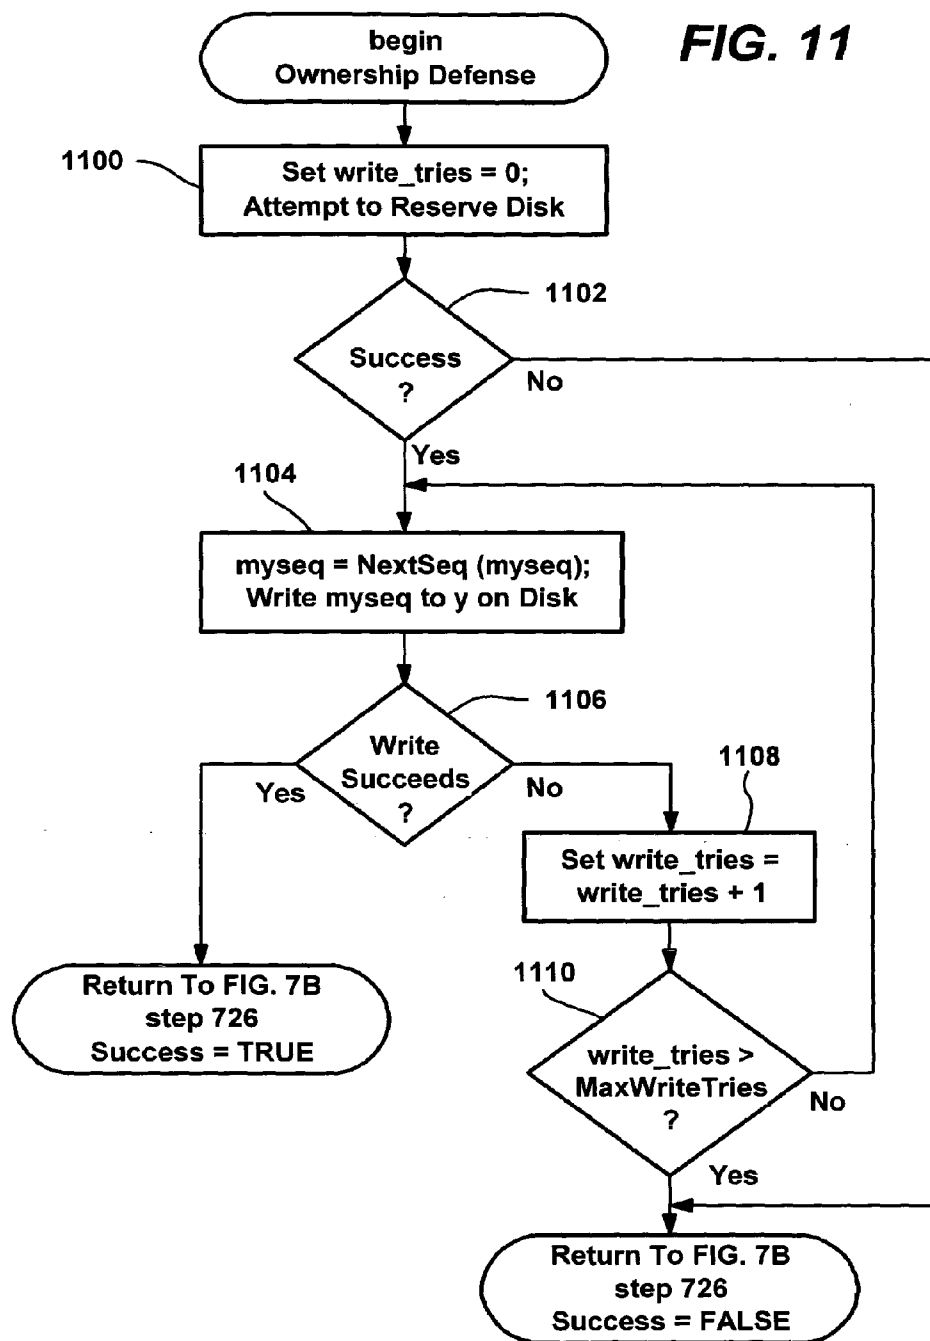 FIG. 11
begin
Ownership Defense
1100
Set write_tries = 0;
Attempt to Reserve Disk
1102
Success
?
No
Yes
1104
myseq = NextSeq (myseq);
Write myseq to y on Disk
1106
Write
Succeeds
?
Yes
No
1108
Set write_tries =
write_tries + 1
Return To FIG. 7B
step 726
Success = TRUE
1110
write_tries >
MaxWriteTries
?
No
Yes
Return To FIG. 7B
step 726
Success = FALSE